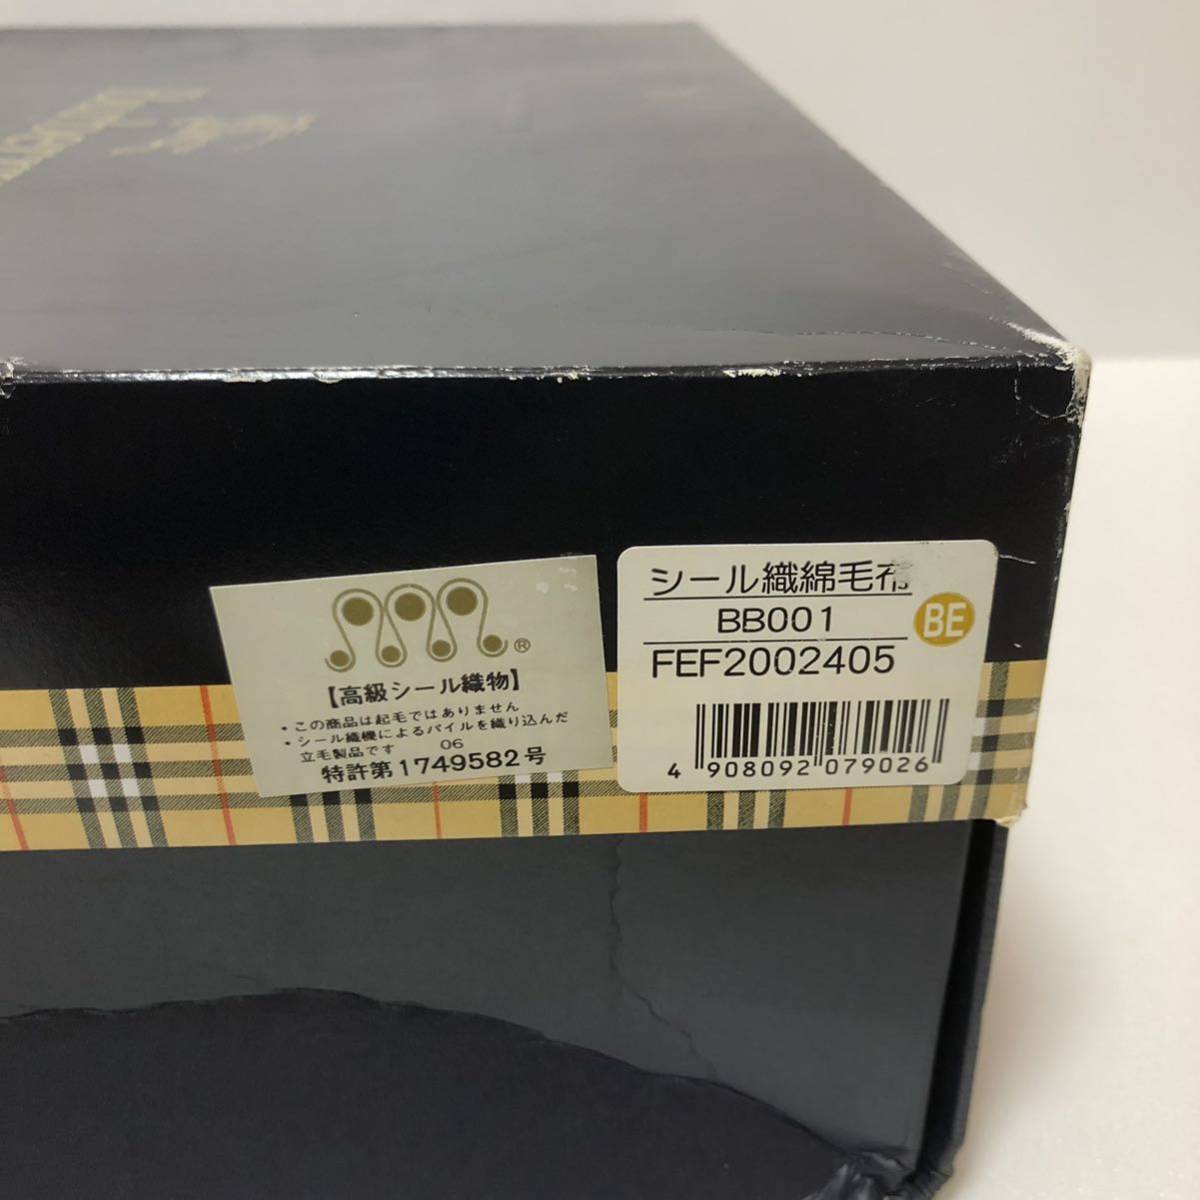 ®
【高級シール織物】
・この商品は起毛ではありません
・シール織機によるパイルを織り込んだ
立毛製品です 06
特許第1749582号
シール織綿毛布
BB001
BE
FEF2002405
4 908092 079026